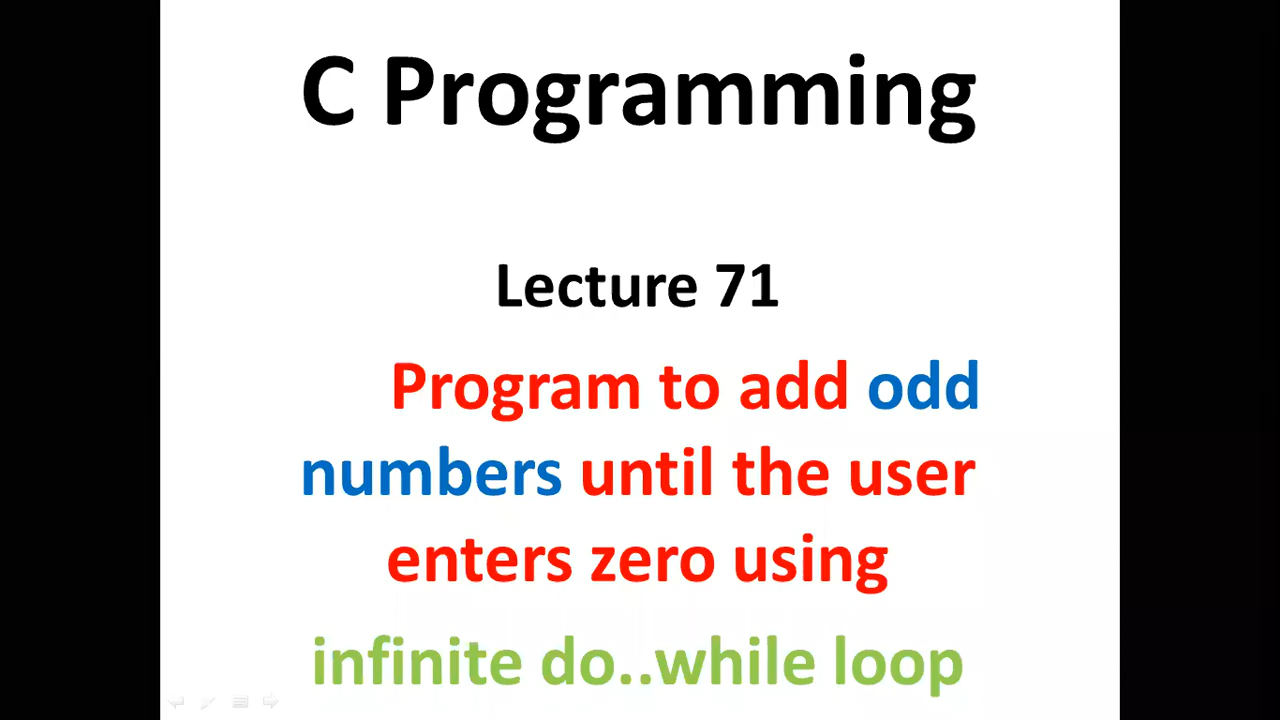 C Programming
Lecture 71
Program to add odd
numbers until the user
enters zero using
infinite do..while loop